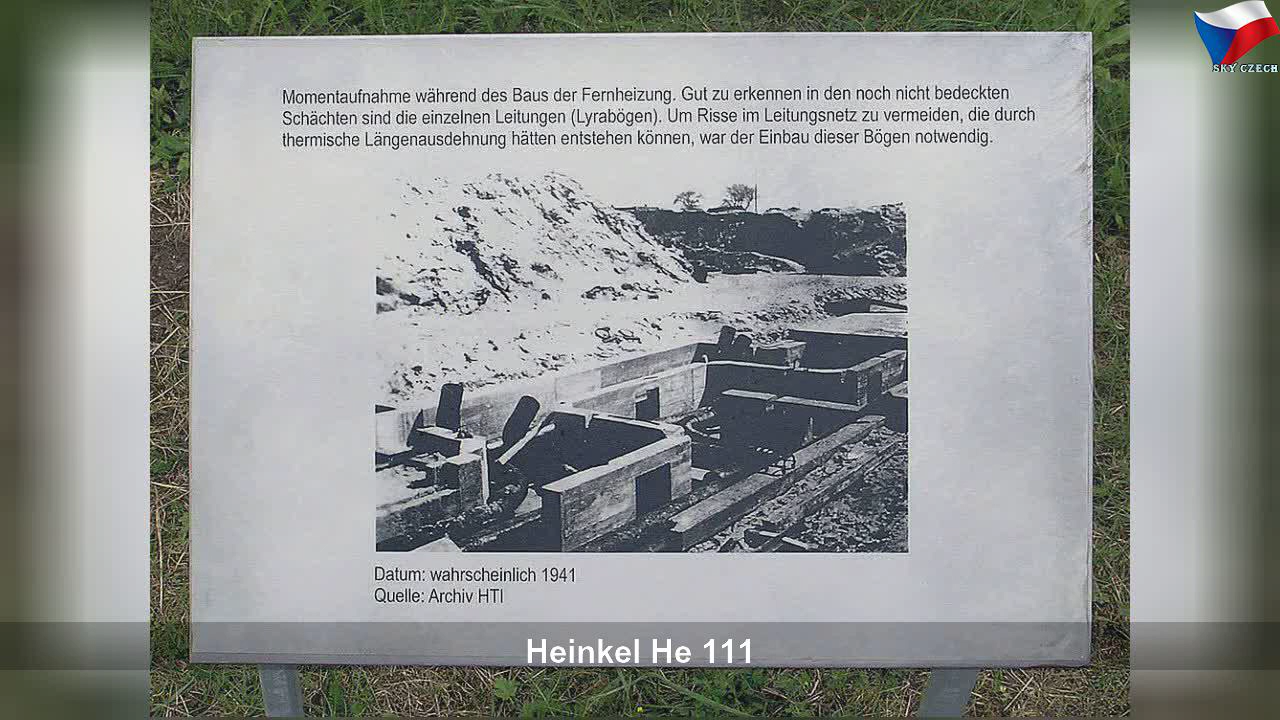 SKY CZECH
Momentaufnahme während des Baus der Fernheizung. Gut zu erkennen in den noch nicht bedeckten
Schächten sind die einzelnen Leitungen (Lyrabögen). Um Risse im Leitungsnetz zu vermeiden, die durch
thermische Längenausdehnung hätten entstehen können, war der Einbau dieser Bögen notwendig.
Datum: wahrscheinlich 1941
Quelle: Archiv HTI
Heinkel He 111